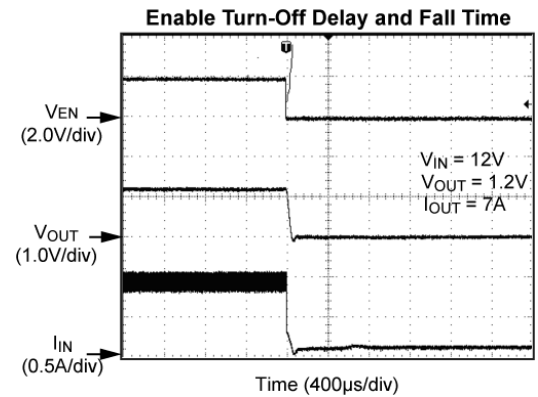 Enable Turn-Off Delay and Fall Time
T
VEN
(2.0V/div)
VIN = 12V
VOUT = 1.2V
IOUT = 7A
VOUT
(1.0V/div)
IIN
(0.5A/div)
Time (400µs/div)